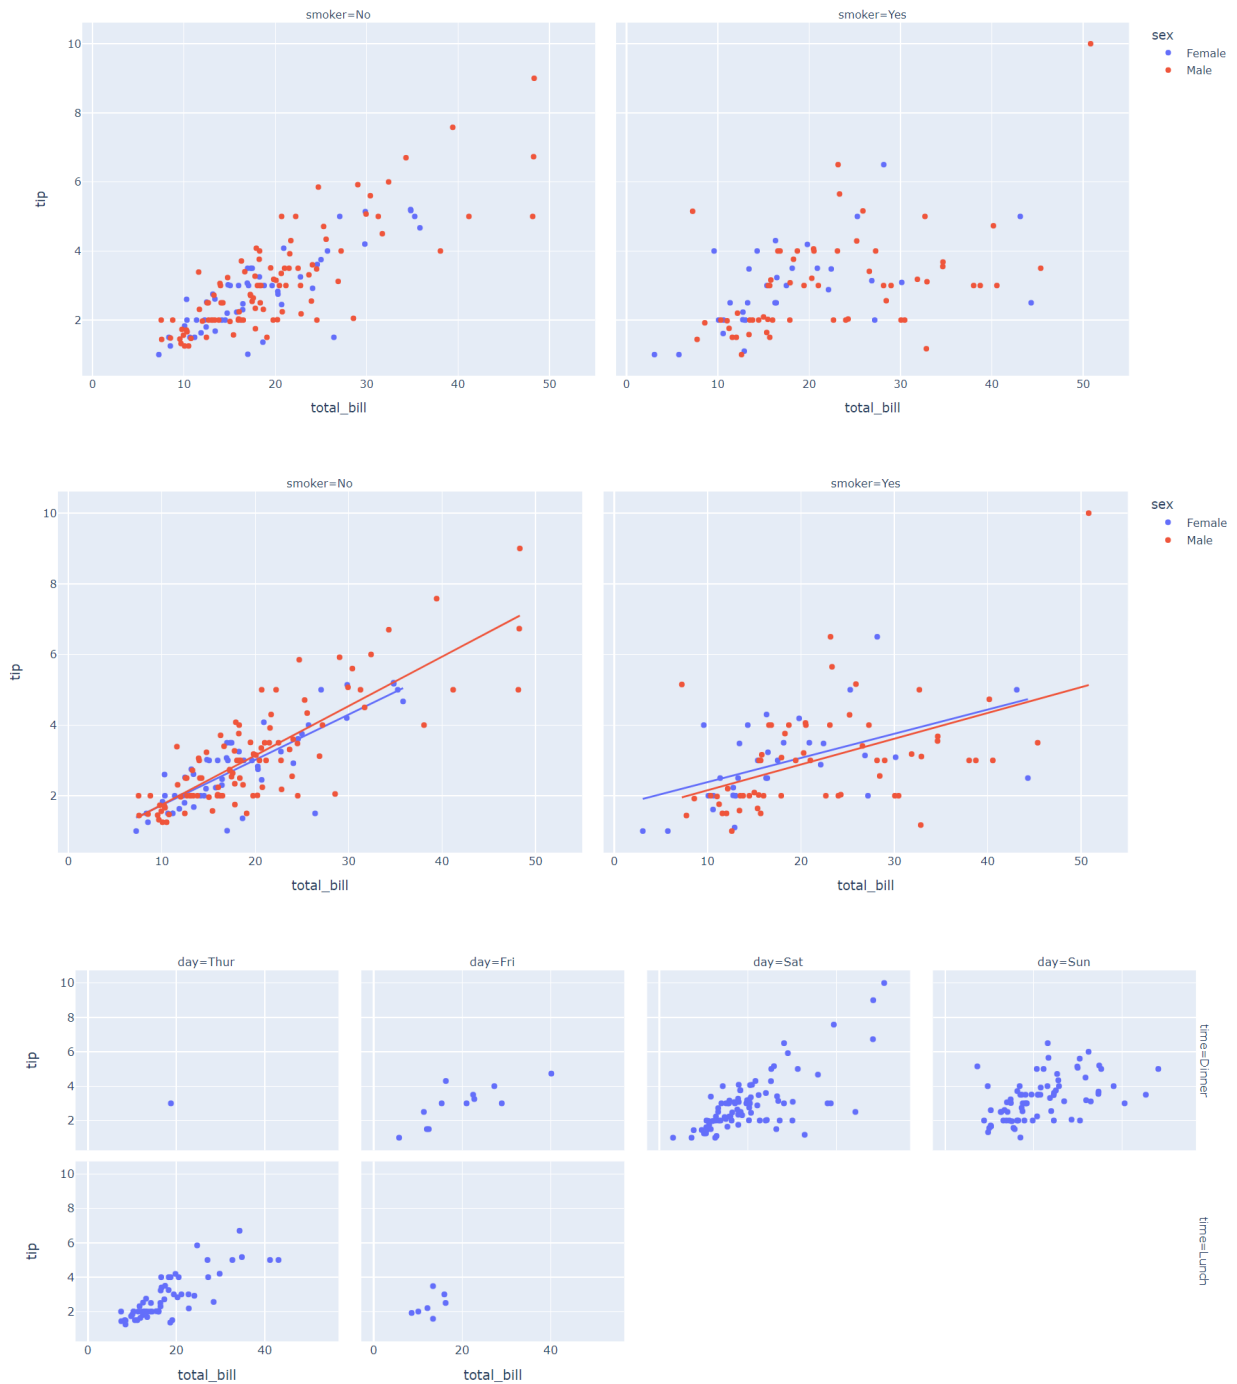 smoker=No
smoker=Yes
sex
Female
Male
10
8
6
4
2
tip
0
10
20
30
40
50
0
10
20
30
40
50
total_bill
total_bill
smoker=No
smoker=Yes
sex
Female
Male
10
8
6
4
2
tip
0
10
20
30
40
50
0
10
20
30
40
50
total_bill
total_bill
day=Thur
day=Fri
day=Sat
day=Sun
10
8
6
4
2
tip
time=Dinner
10
8
6
4
2
tip
time=Lunch
0
20
40
0
20
40
total_bill
total_bill